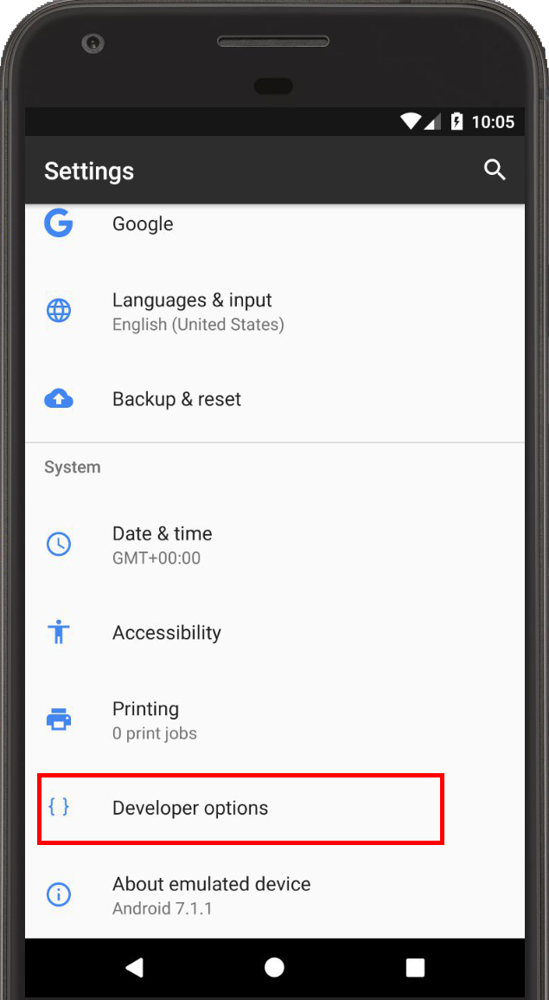 10:05
Settings
Google
Languages & input
English (United States)
Backup & reset
System
Date & time
GMT+00:00
Accessibility
Printing
0 print jobs
{ } Developer options
About emulated device
Android 7.1.1